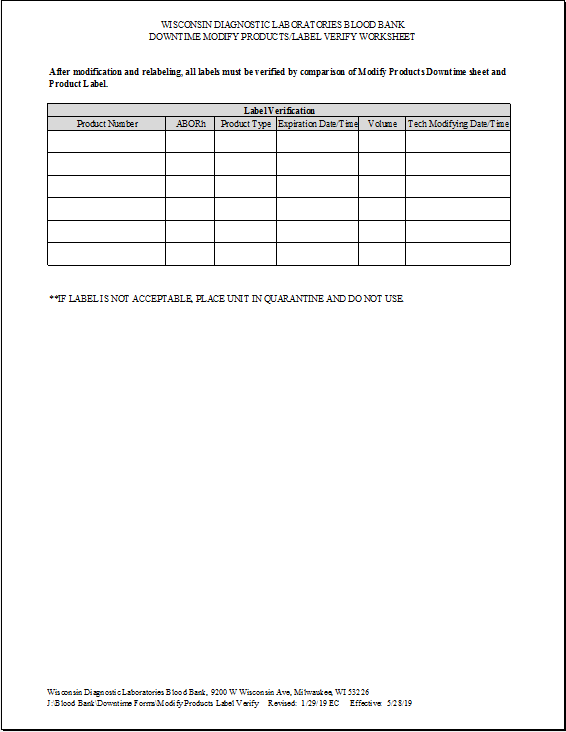 WISCONSIN DIAGNOSTIC LABORATORIES BLOOD BANK
DOWNTIME MODIFY PRODUCTS/LABEL VERIFY WORKSHEET
After modification and relabeling, all labels must be verified by comparison of Modify Products Downtime sheet and
Product Label.
Label Verification
Product Number ABORh Product Type Expiration Date/Time Volume Tech Modifying Date/Time
**IF LABEL IS NOT ACCEPTABLE, PLACE UNIT IN QUARANTINE AND DO NOT USE.
Wisconsin Diagnostic Laboratories Blood Bank, 9200 W Wisconsin Ave, Milwaukee, WI 53226
J:\Blood Bank\Downtime Forms\Modify Products Label Verify Revised: 1/29/19 EC Effective: 5/28/19